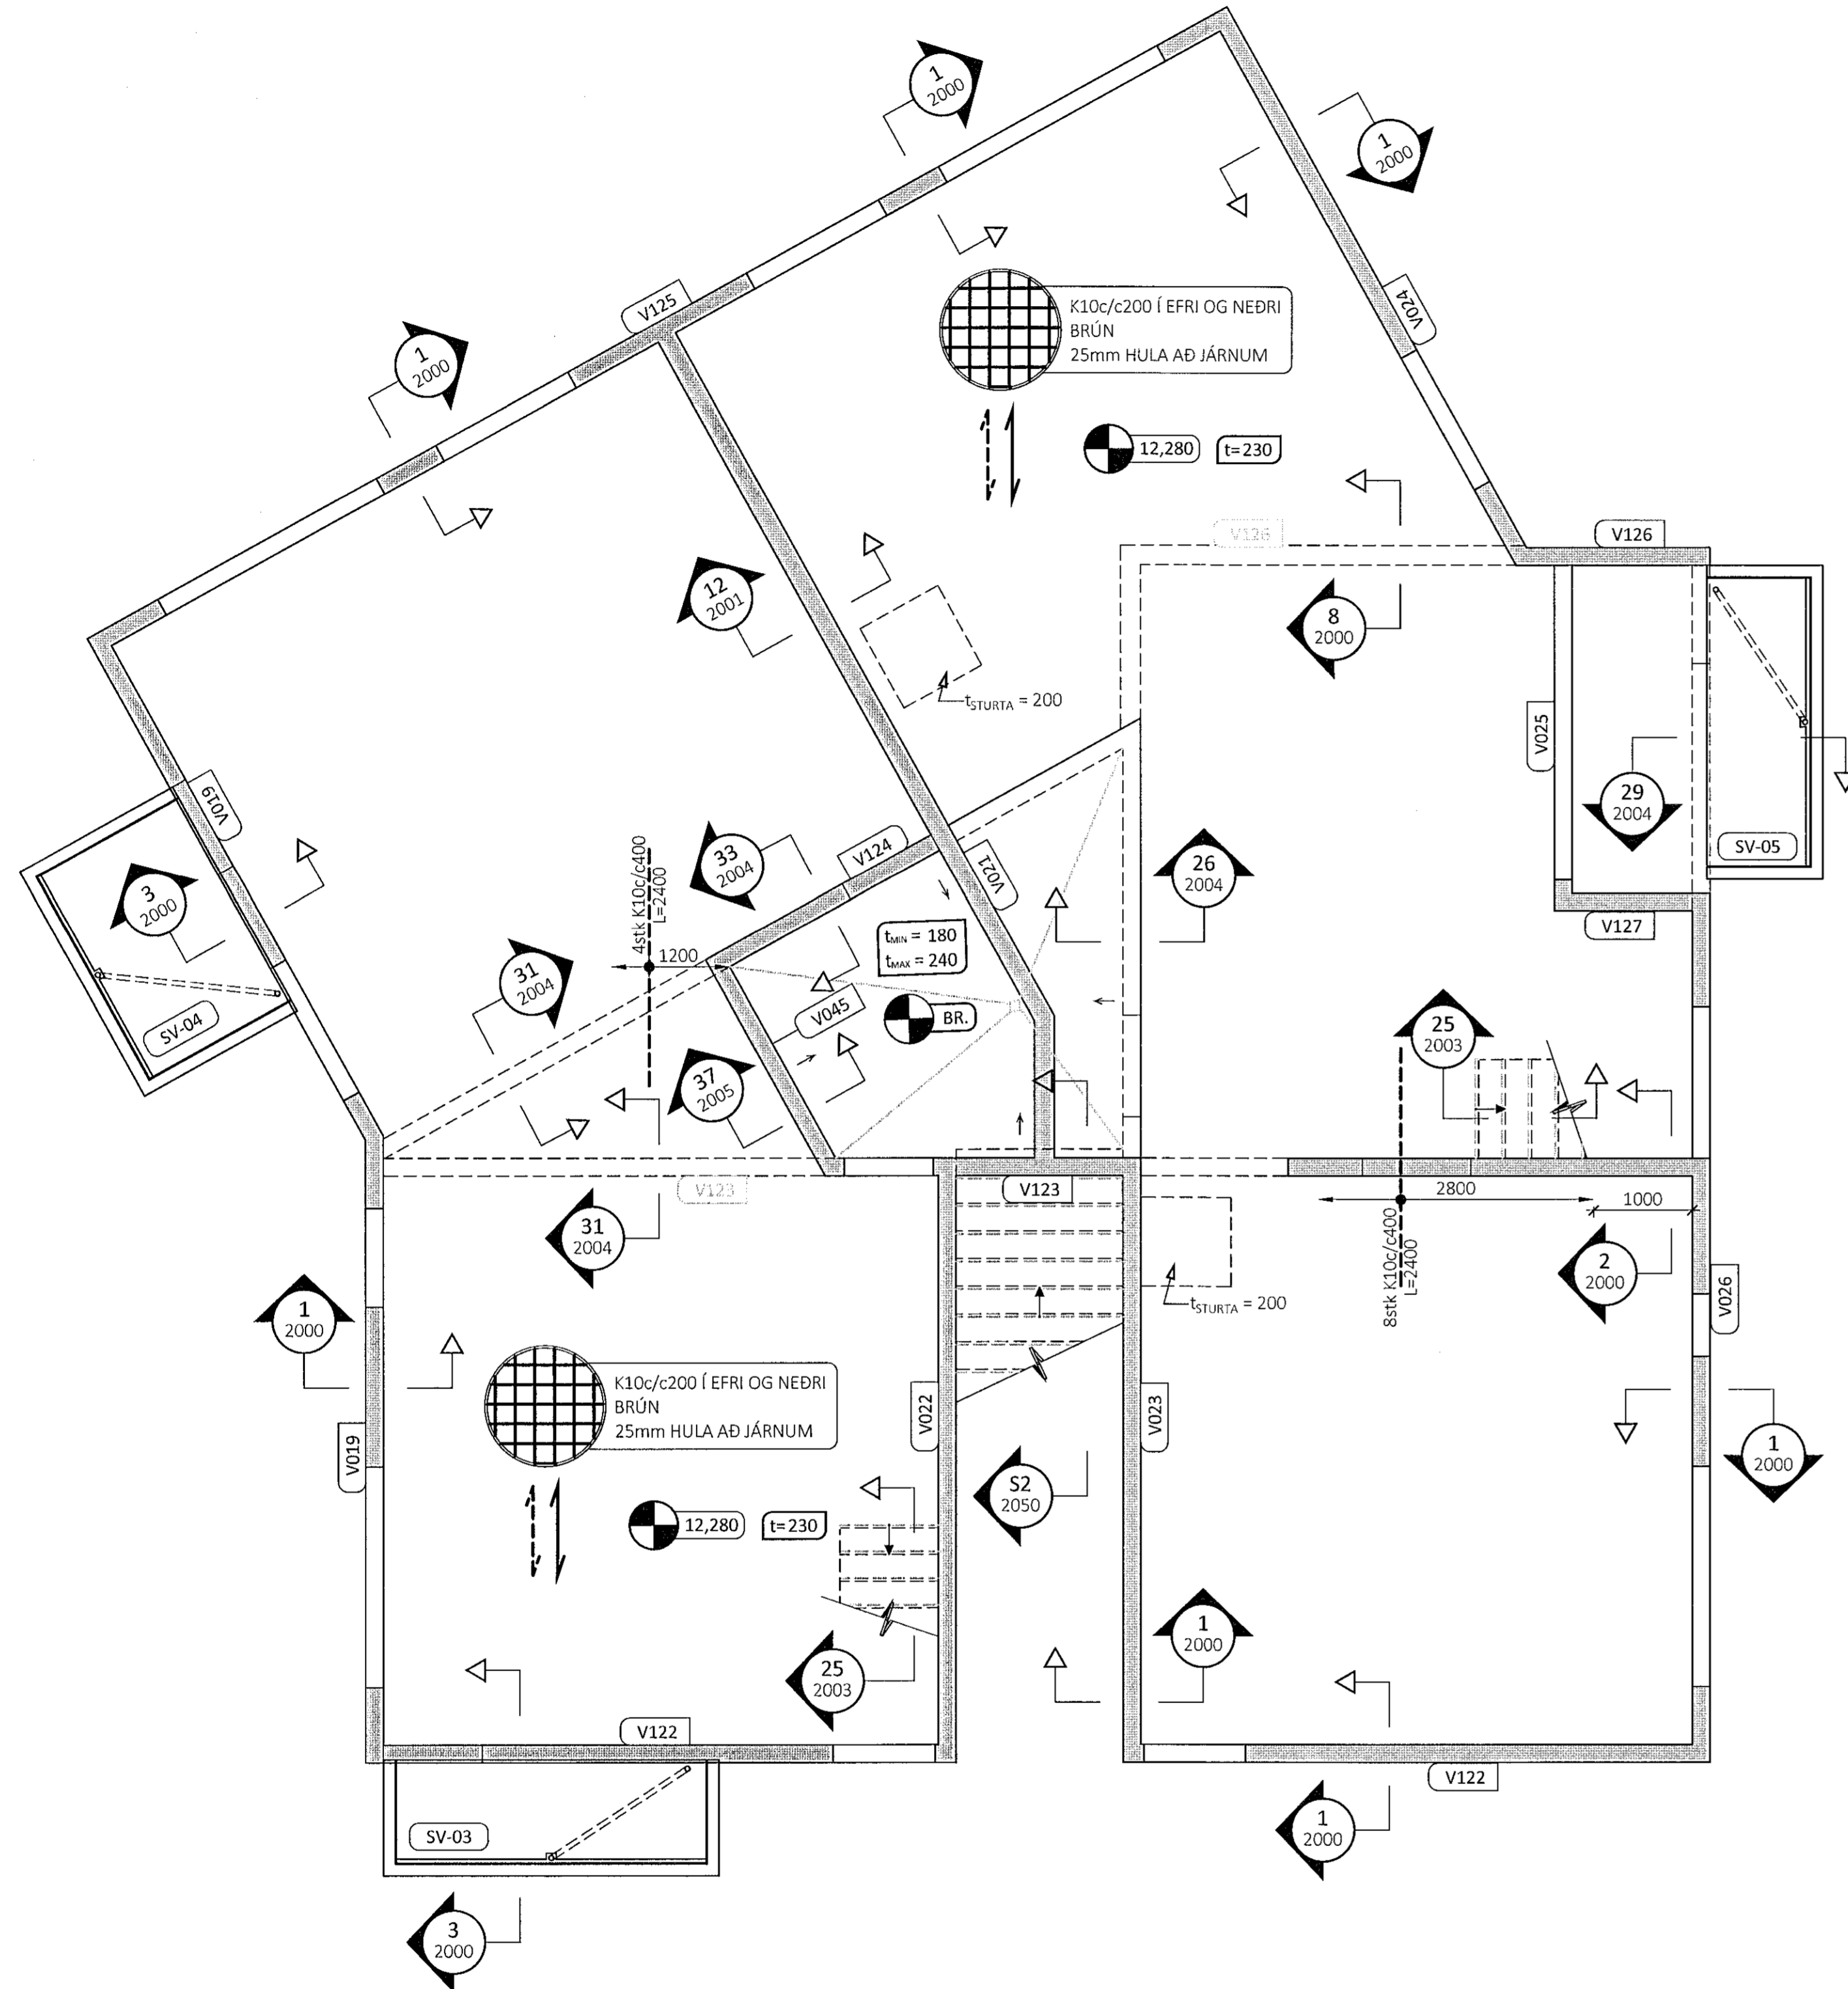 1
2000
1
2000
V125
K10c/c200 Í EFRI OG NEÐRI
BRÚN
25mm HULA AÐ JÁRNUM
V024
1
2000
12,280
t=230
V126
V126
12
2001
8
2000
tSTURTA = 200
V025
V019
4stk K10c/c400
L=2400
33
2004
V124
V021
26
2004
29
2004
SV-05
3
2000
V127
tMIN = 180
tMAX = 240
1200
31
2004
V045
BR.
SV-04
25
2003
37
2005
V123
V123
2800
1000
31
2004
8stk K10c/c400
L=2400
2
2000
tSTURTA = 200
V026
1
2000
K10c/c200 Í EFRI OG NEÐRI
BRÚN
25mm HULA AÐ JÁRNUM
V022
V023
V019
1
2000
S2
2050
12,280
t=230
1
2000
25
2003
V122
V122
SV-03
1
2000
3
2000